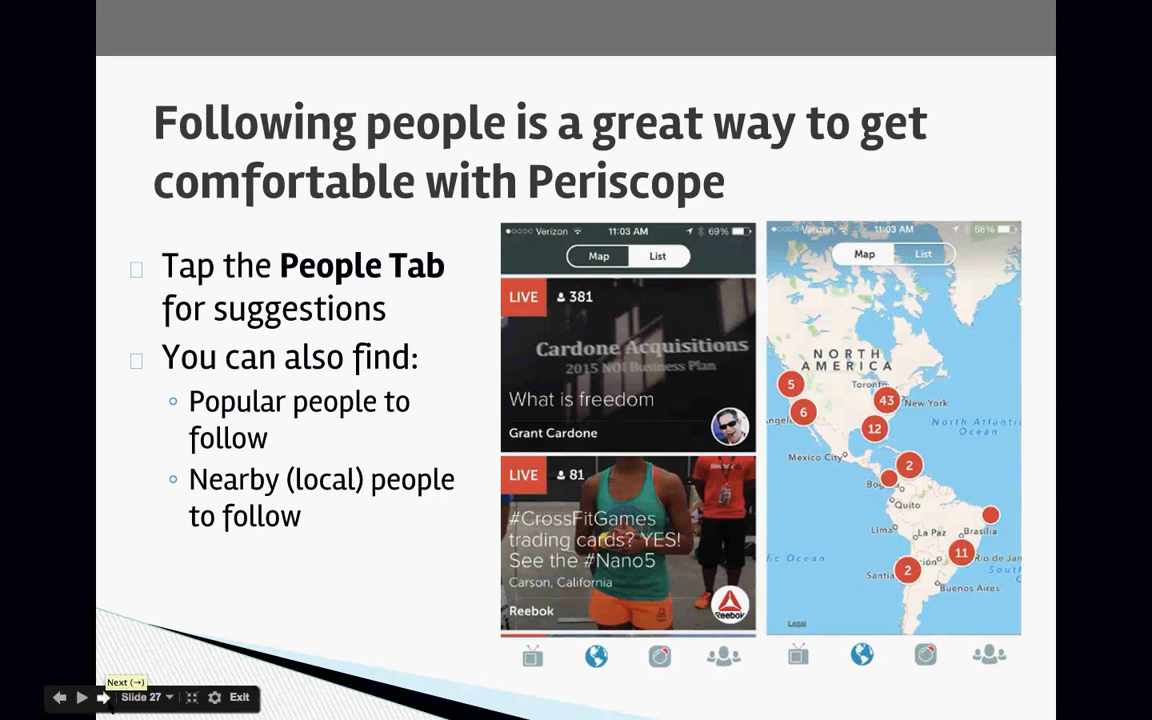 Following people is a great way to get
comfortable with Periscope
Tap the People Tab
for suggestions
You can also find:
Popular people to
follow
Nearby (local) people
to follow
Verizon 11:03 AM 69%
Map List
LIVE 381
Cardone Acquisitions
2015 NOI Business Plan
What is freedom
Grant Cardone
LIVE 81
#CrossFitGames
trading cards? YES!
See the #Nano5
Carson, California
Reebok
Reebok
Verizon 11:03 AM 68%
Map List
NORTH
AMERICA
5
Toronto
43
New York
6
12
North Atlantic
Ocean
Mexico City
2
Quito
Lima
La Paz
Brasilia
11
Rio de Jan
Ocean
2
Buenos Aires
Legal
Next (→)
Slide 27
Exit